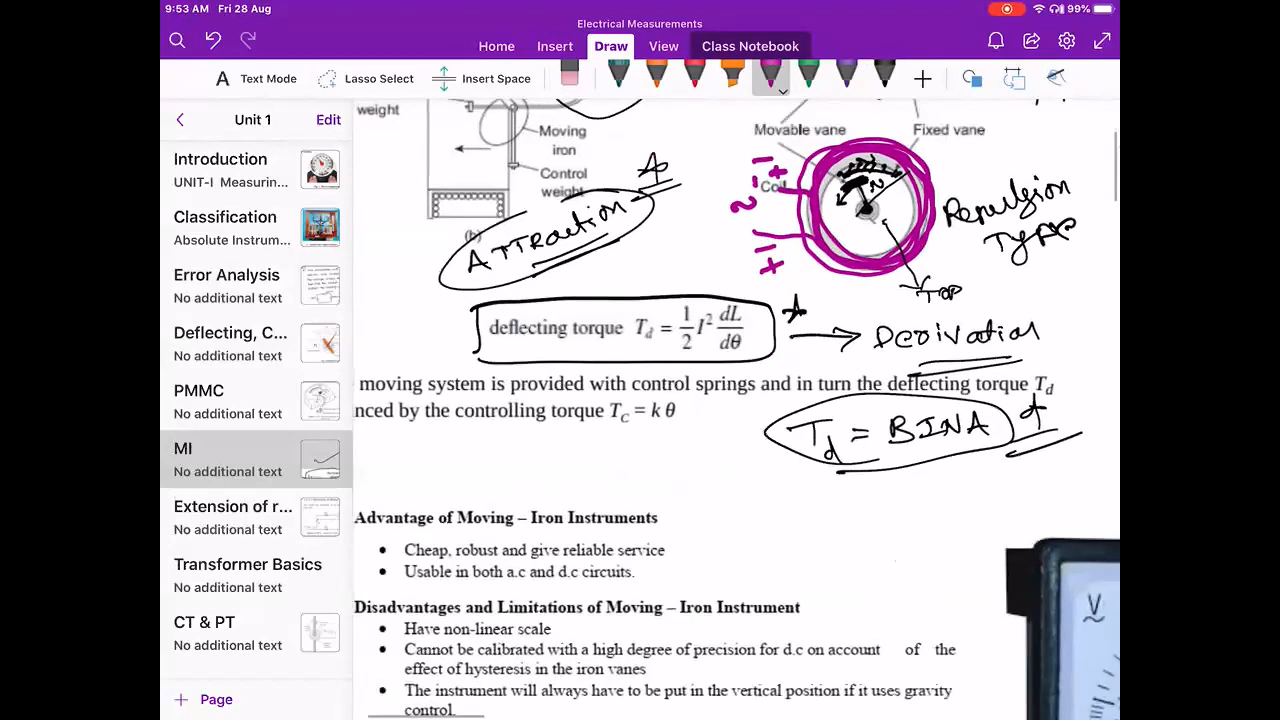 9:53 AM Fri 28 Aug
99%
Electrical Measurements
Home Insert Draw View Class Notebook
Text Mode Lasso Select Insert Space
Unit 1 Edit
Introduction
UNIT-I Measurin...
Classification
Absolute Instrum...
Error Analysis
No additional text
Deflecting, C...
No additional text
PMMC
No additional text
MI
No additional text
Extension of r...
No additional text
Transformer Basics
No additional text
CT & PT
No additional text
+ Page
weight
Moving
iron
Control
weight
(b)
ATTRaction
Movable vane Fixed vane
Coil
N
Repulsion
Type
Top
deflecting torque T_d = 1/2 I² dL/dθ
Derivation
moving system is provided with control springs and in turn the deflecting torque T_d
nced by the controlling torque T_C = k θ
T_d = BINA
Advantage of Moving – Iron Instruments
• Cheap, robust and give reliable service
• Usable in both a.c and d.c circuits.
Disadvantages and Limitations of Moving – Iron Instrument
• Have non-linear scale
• Cannot be calibrated with a high degree of precision for d.c on account of the
effect of hysteresis in the iron vanes
• The instrument will always have to be put in the vertical position if it uses gravity
control.
V